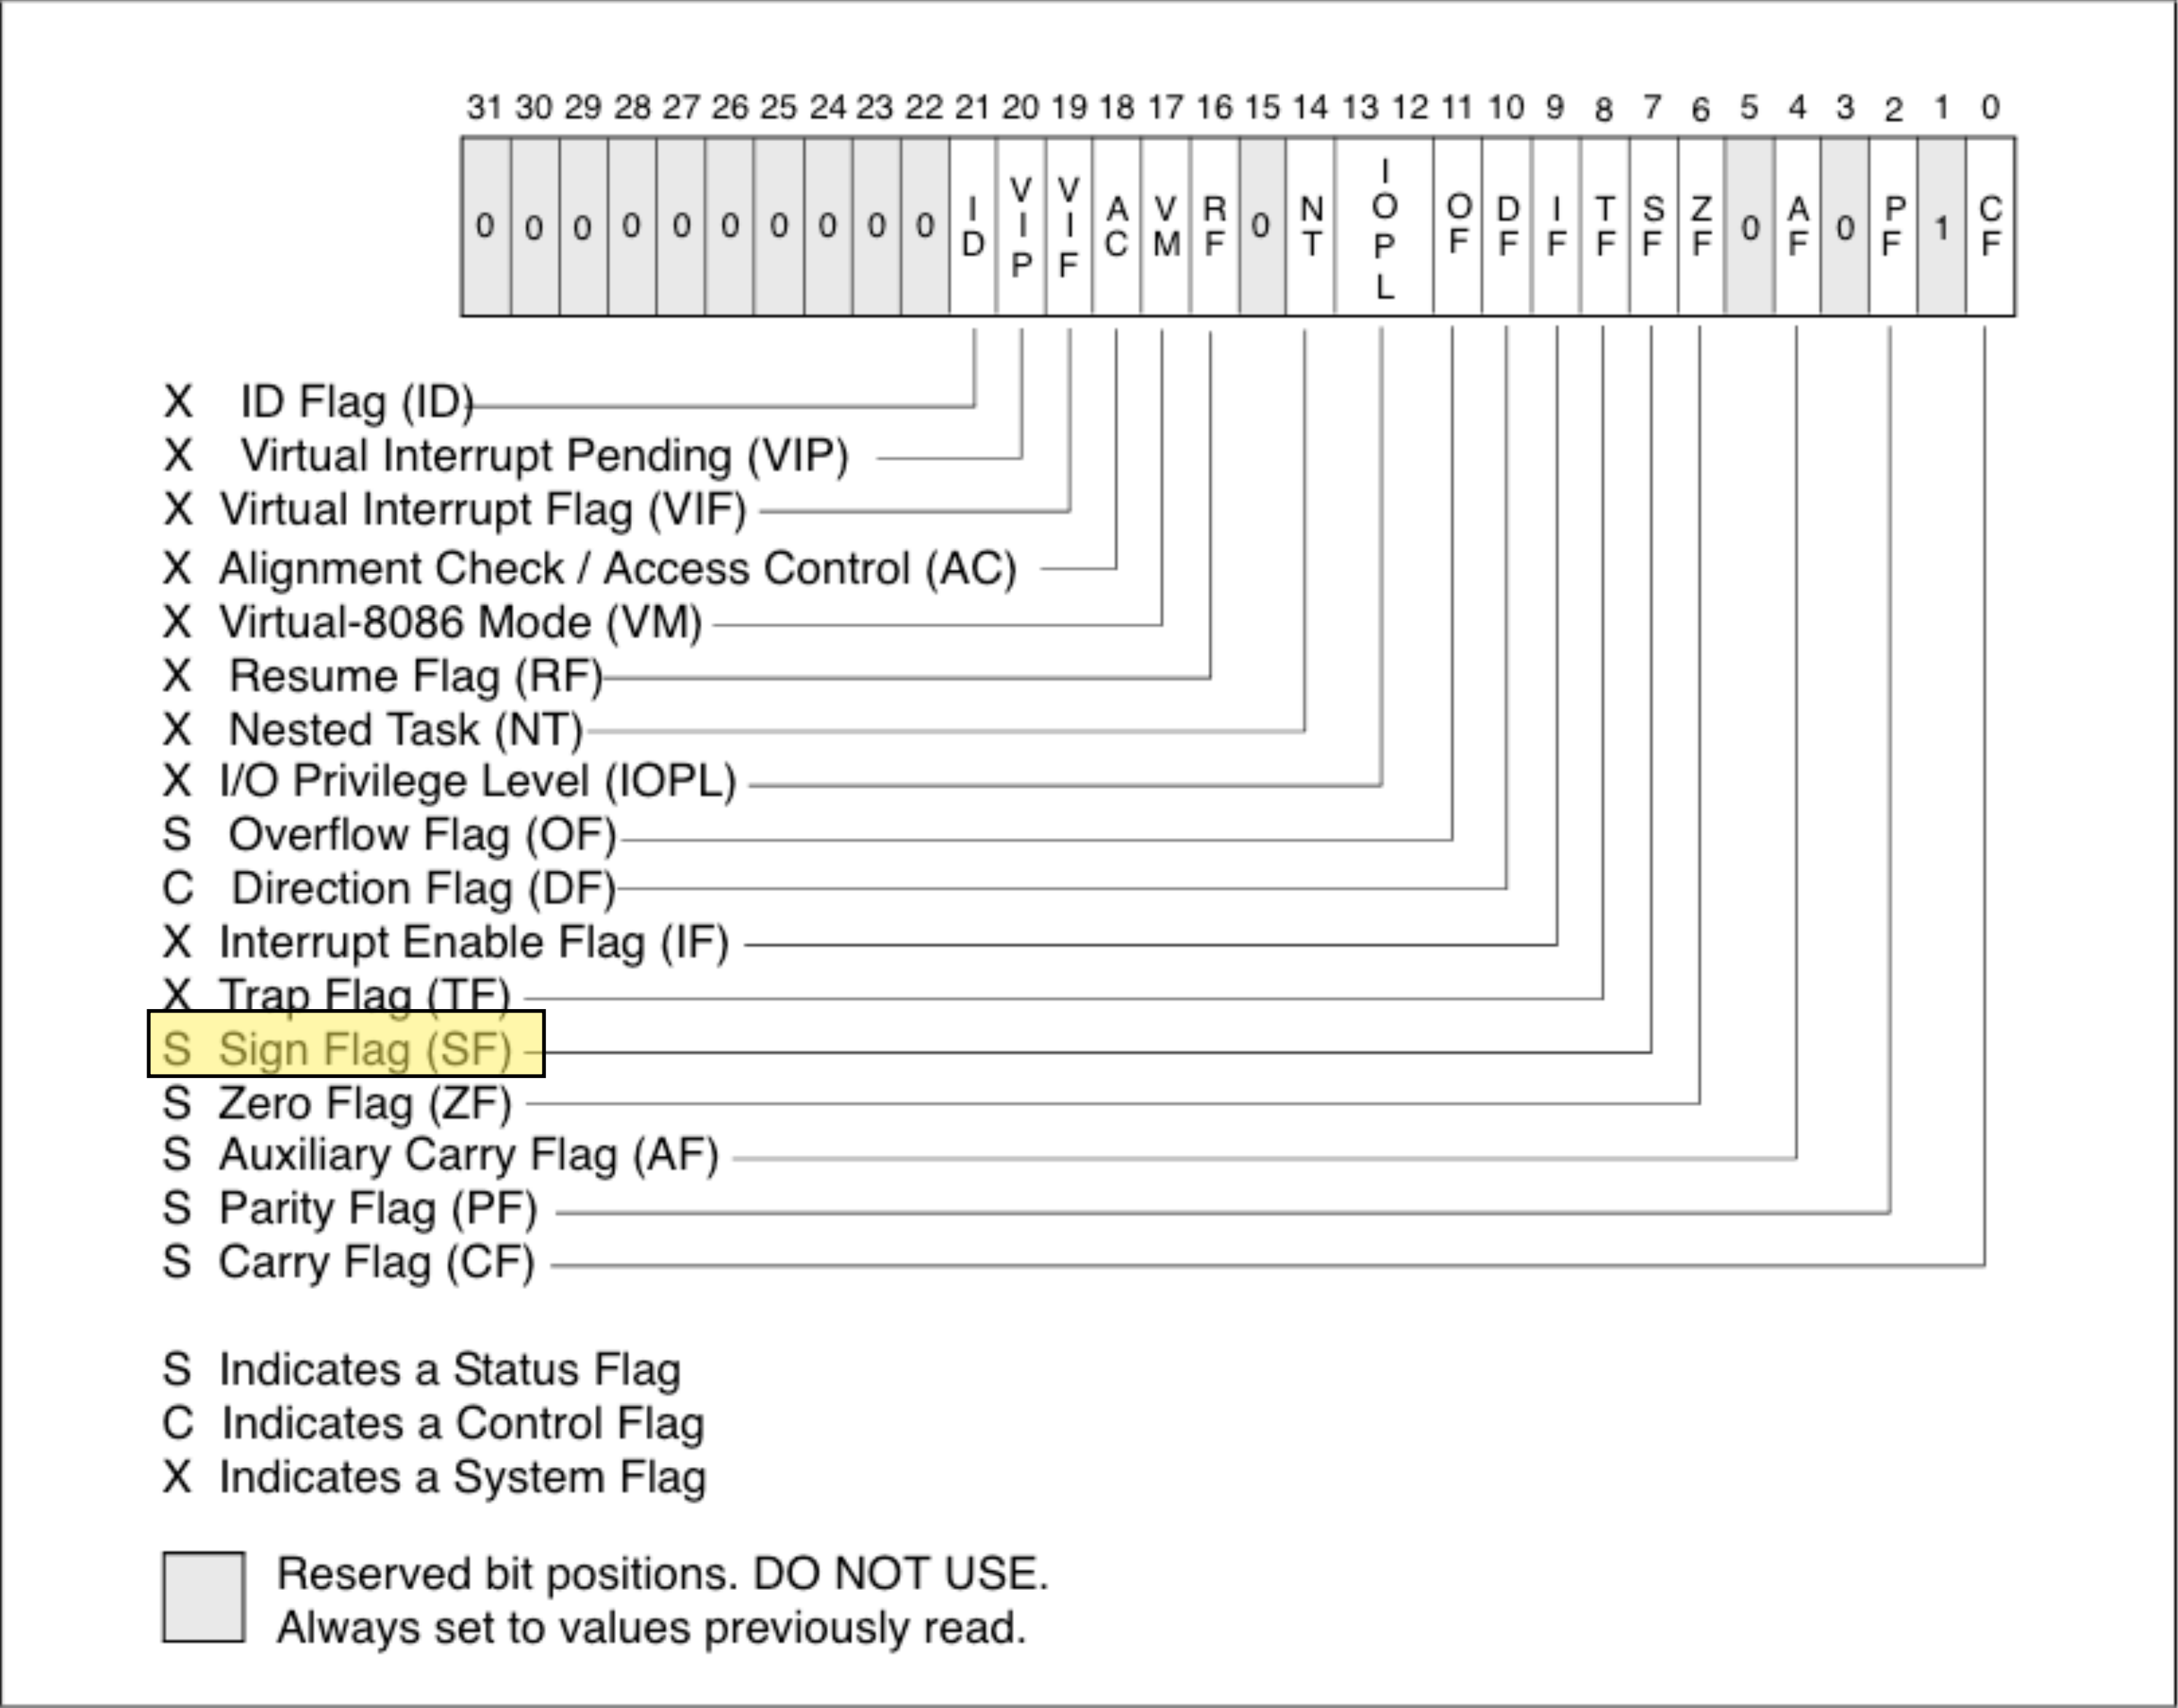 31 30 29 28 27 26 25 24 23 22 21 20 19 18 17 16 15 14 13 12 11 10 9 8 7 6 5 4 3 2 1 0
0 0 0 0 0 0 0 0 0 0 ID VIP VIF AC VM RF 0 NT IOPL OF DF IF TF SF ZF 0 AF 0 PF 1 CF
X ID Flag (ID)
X Virtual Interrupt Pending (VIP)
X Virtual Interrupt Flag (VIF)
X Alignment Check / Access Control (AC)
X Virtual-8086 Mode (VM)
X Resume Flag (RF)
X Nested Task (NT)
X I/O Privilege Level (IOPL)
S Overflow Flag (OF)
C Direction Flag (DF)
X Interrupt Enable Flag (IF)
X Trap Flag (TF)
S Sign Flag (SF)
S Zero Flag (ZF)
S Auxiliary Carry Flag (AF)
S Parity Flag (PF)
S Carry Flag (CF)
S Indicates a Status Flag
C Indicates a Control Flag
X Indicates a System Flag
Reserved bit positions. DO NOT USE.
Always set to values previously read.